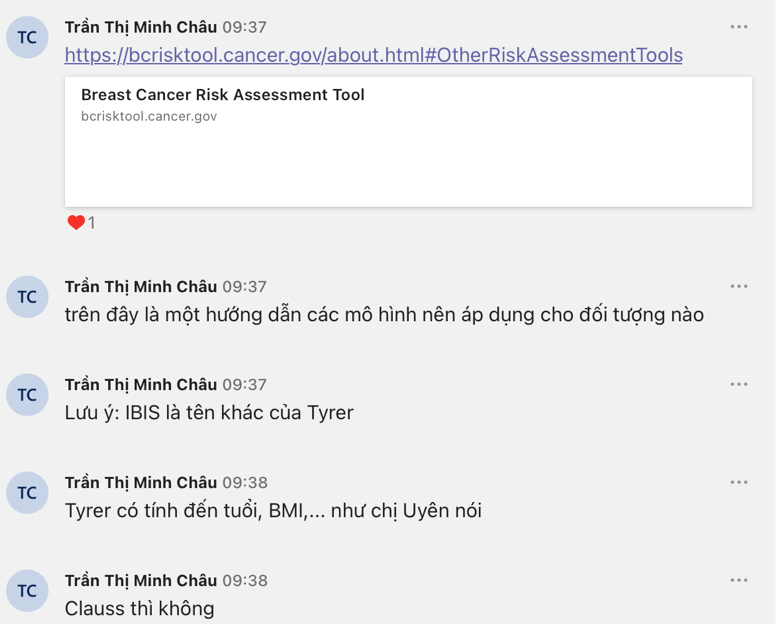 TC
Trần Thị Minh Châu 09:37
https://bcrisktool.cancer.gov/about.html#OtherRiskAssessmentTools
Breast Cancer Risk Assessment Tool
bcrisktool.cancer.gov
1
TC
Trần Thị Minh Châu 09:37
trên đây là một hướng dẫn các mô hình nên áp dụng cho đối tượng nào
TC
Trần Thị Minh Châu 09:37
Lưu ý: IBIS là tên khác của Tyrer
TC
Trần Thị Minh Châu 09:38
Tyrer có tính đến tuổi, BMI,... như chị Uyên nói
TC
Trần Thị Minh Châu 09:38
Clauss thì không